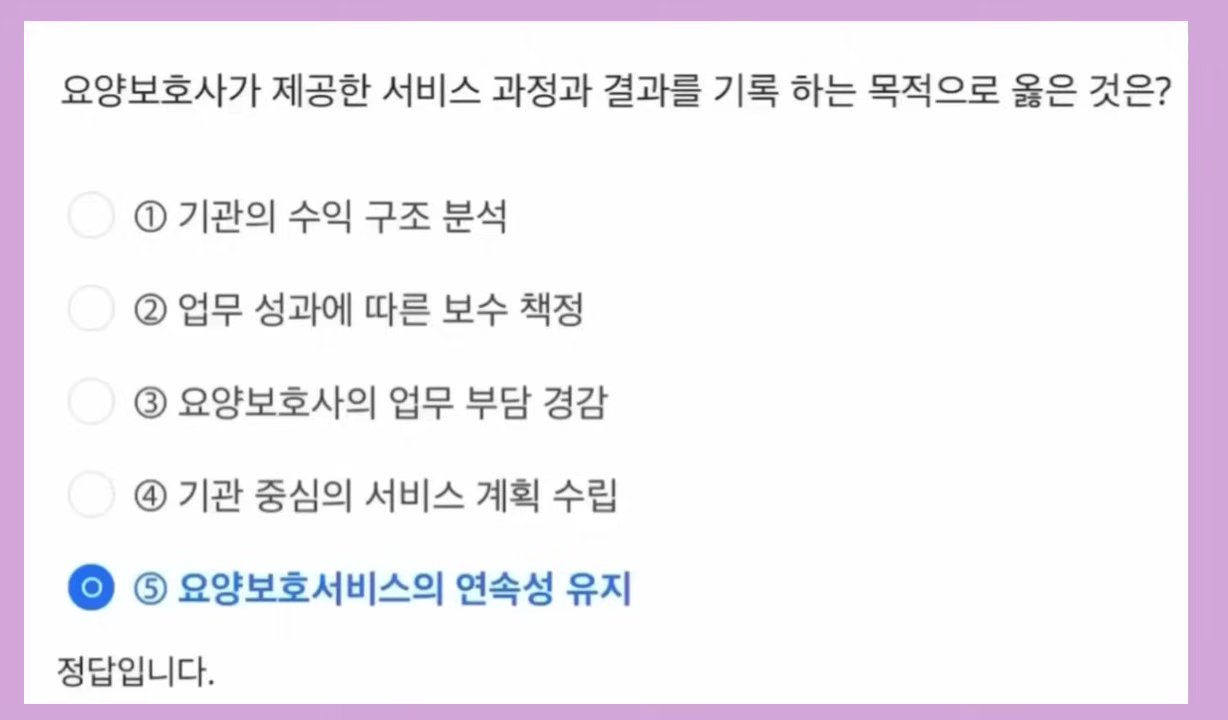 요양보호사가 제공한 서비스 과정과 결과를 기록 하는 목적으로 옳은 것은?
① 기관의 수익 구조 분석
② 업무 성과에 따른 보수 책정
③ 요양보호사의 업무 부담 경감
④ 기관 중심의 서비스 계획 수립
⑤ 요양보호서비스의 연속성 유지
정답입니다.